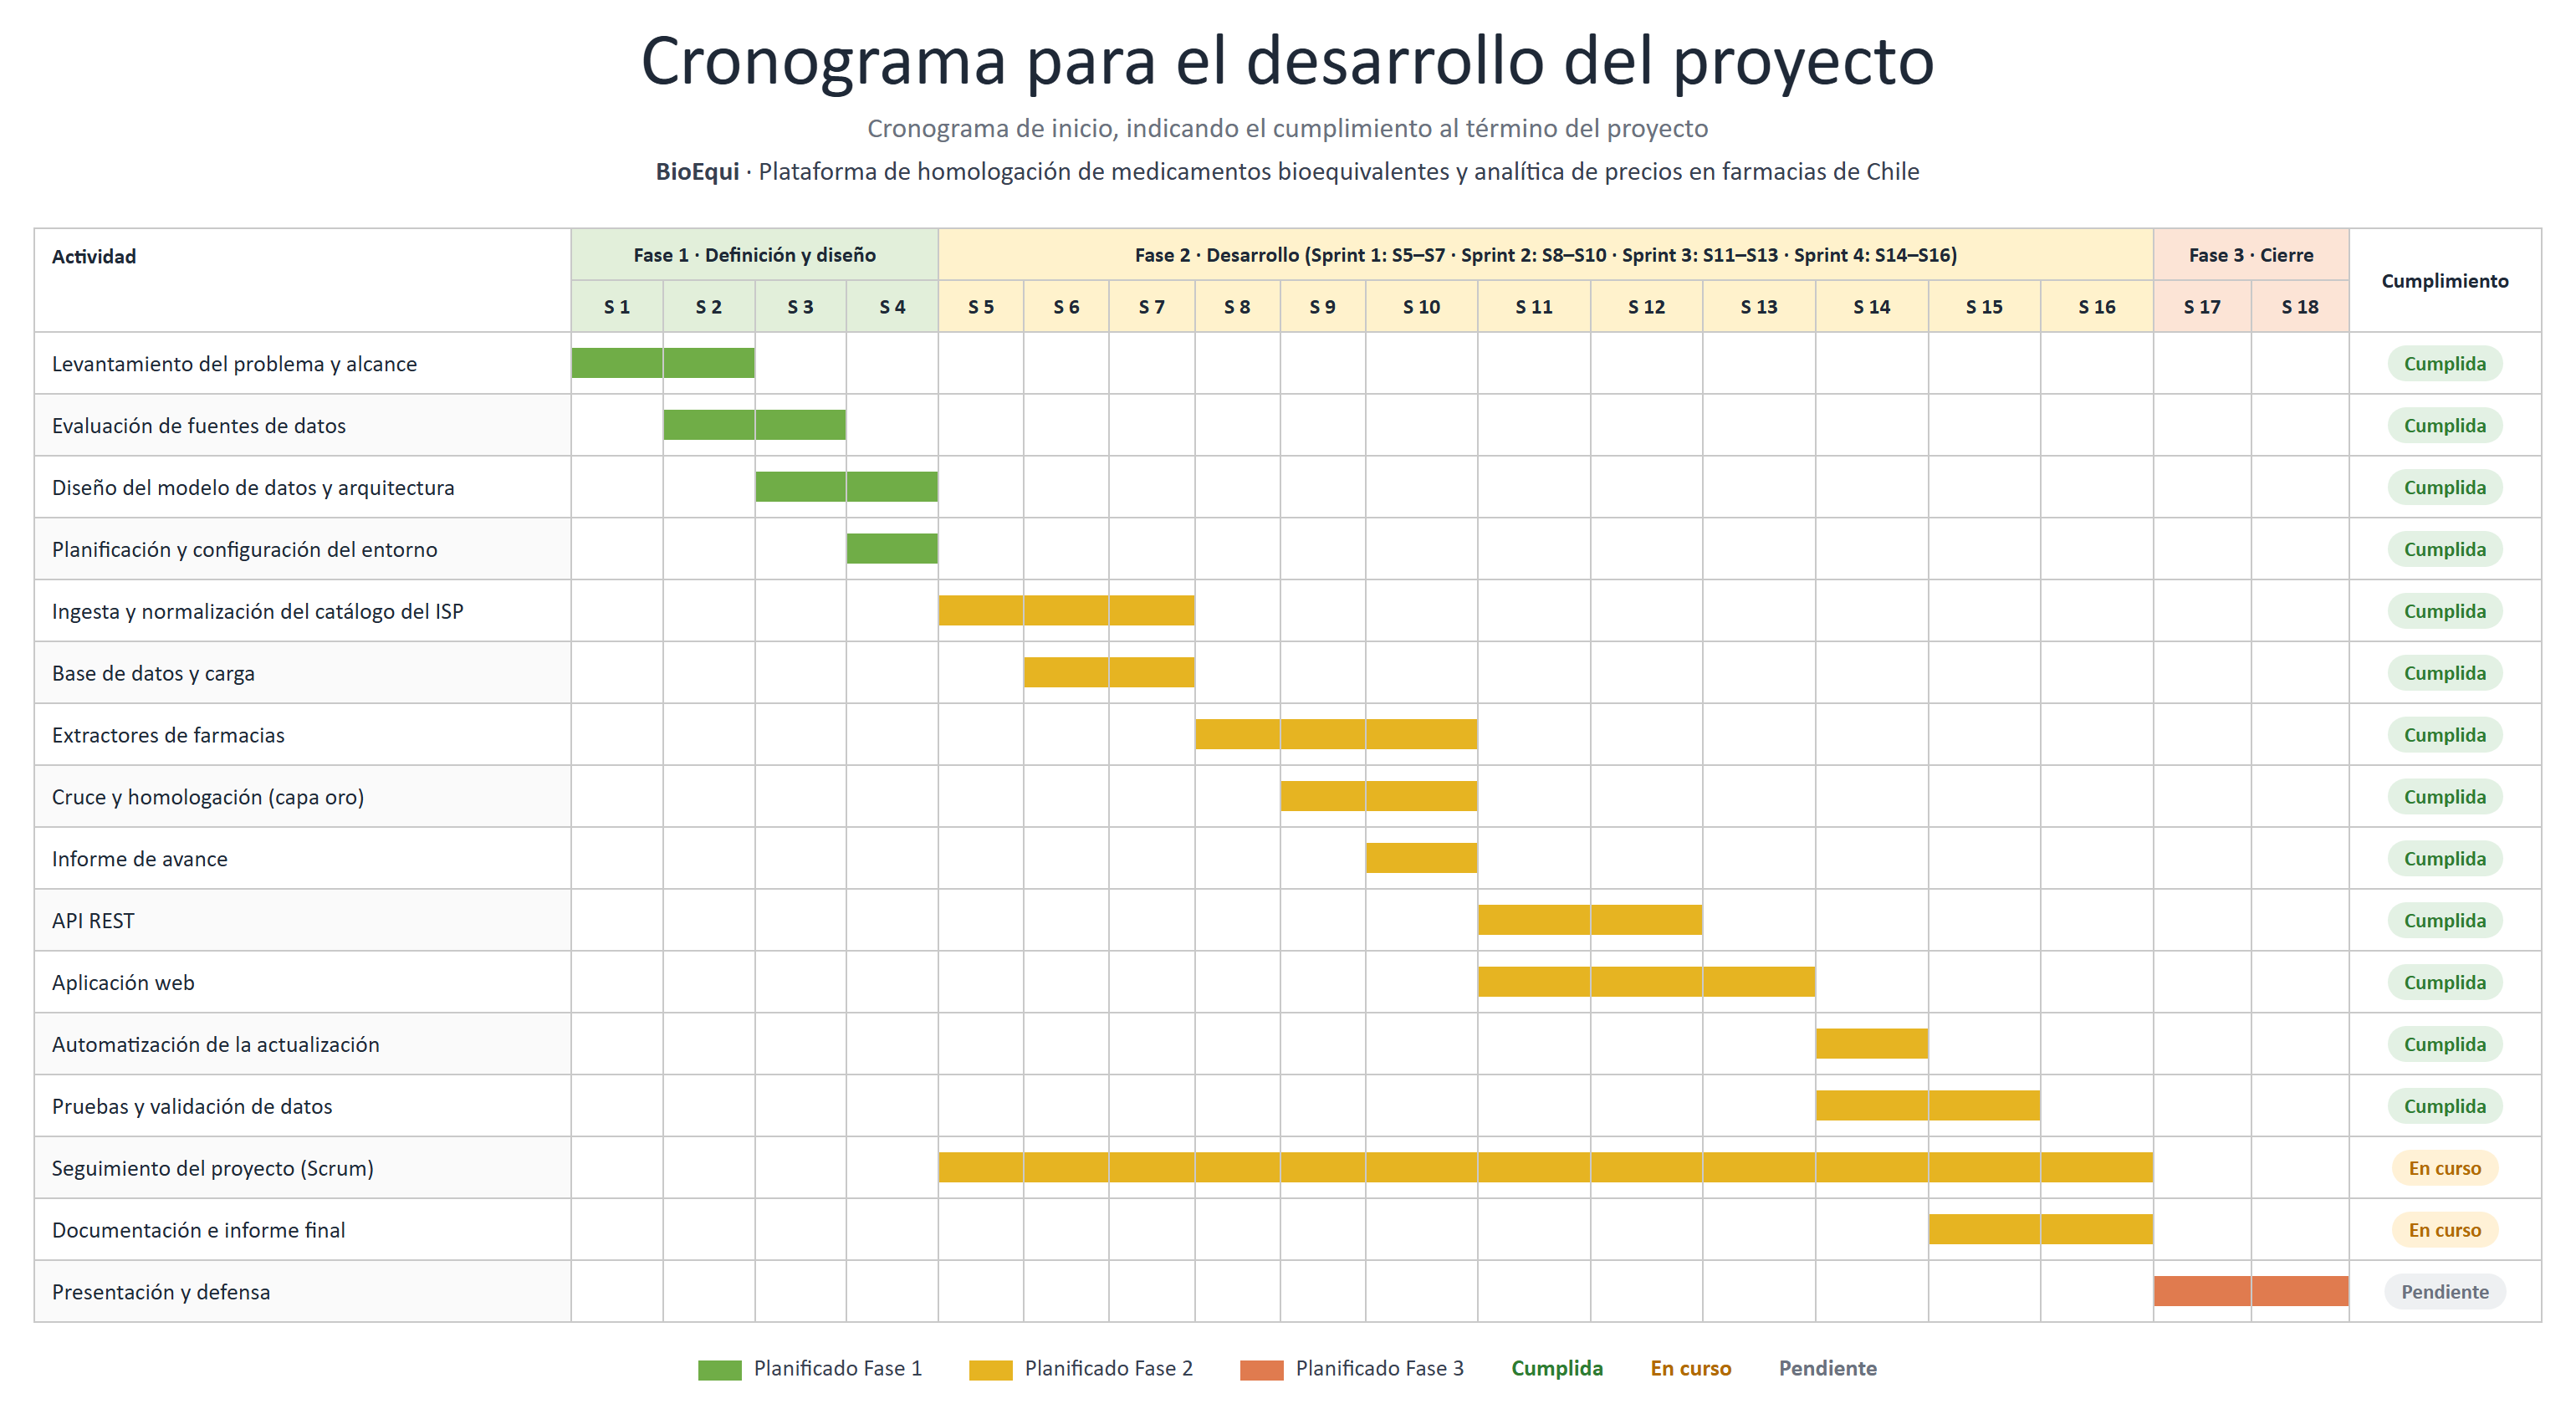 Cronograma para el desarrollo del proyecto
Cronograma de inicio, indicando el cumplimiento al término del proyecto
BioEqui · Plataforma de homologación de medicamentos bioequivalentes y analítica de precios en farmacias de Chile
Actividad
Fase 1 · Definición y diseño
Fase 2 · Desarrollo (Sprint 1: S5–S7 · Sprint 2: S8–S10 · Sprint 3: S11–S13 · Sprint 4: S14–S16)
Fase 3 · Cierre
Cumplimiento
S 1 S 2 S 3 S 4 S 5 S 6 S 7 S 8 S 9 S 10 S 11 S 12 S 13 S 14 S 15 S 16 S 17 S 18
Levantamiento del problema y alcance Cumplida
Evaluación de fuentes de datos Cumplida
Diseño del modelo de datos y arquitectura Cumplida
Planificación y configuración del entorno Cumplida
Ingesta y normalización del catálogo del ISP Cumplida
Base de datos y carga Cumplida
Extractores de farmacias Cumplida
Cruce y homologación (capa oro) Cumplida
Informe de avance Cumplida
API REST Cumplida
Aplicación web Cumplida
Automatización de la actualización Cumplida
Pruebas y validación de datos Cumplida
Seguimiento del proyecto (Scrum) En curso
Documentación e informe final En curso
Presentación y defensa Pendiente
Planificado Fase 1 Planificado Fase 2 Planificado Fase 3 Cumplida En curso Pendiente